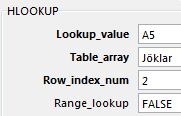 HLOOKUP
Lookup_value A5
Table_array Jöklar
Row_index_num 2
Range_lookup FALSE